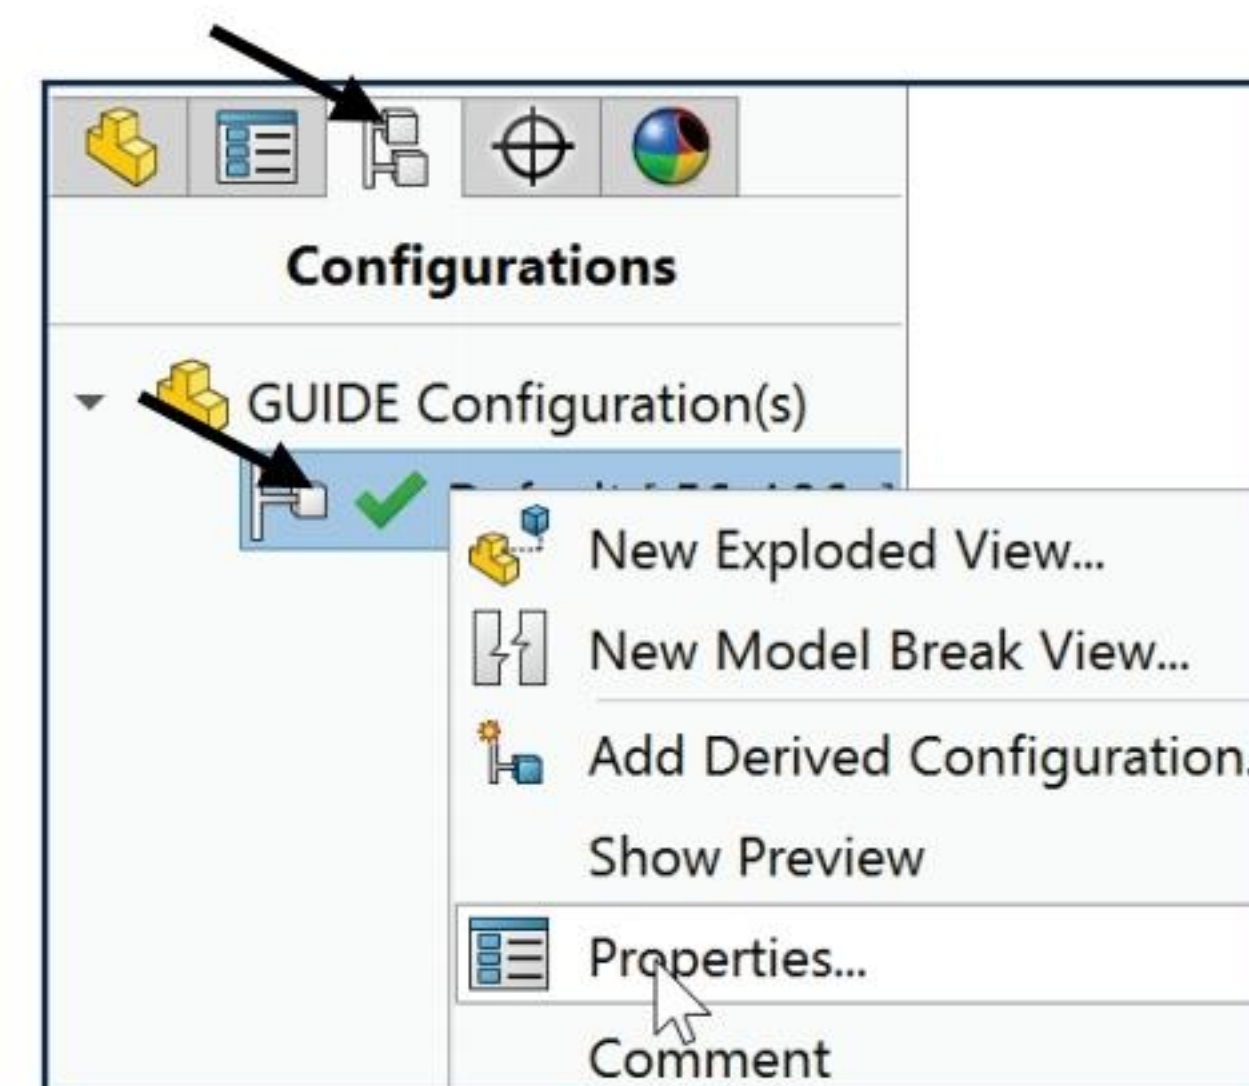 Configurations
GUIDE Configuration(s)
New Exploded View...
New Model Break View...
Add Derived Configuration.
Show Preview
Properties...
Comment